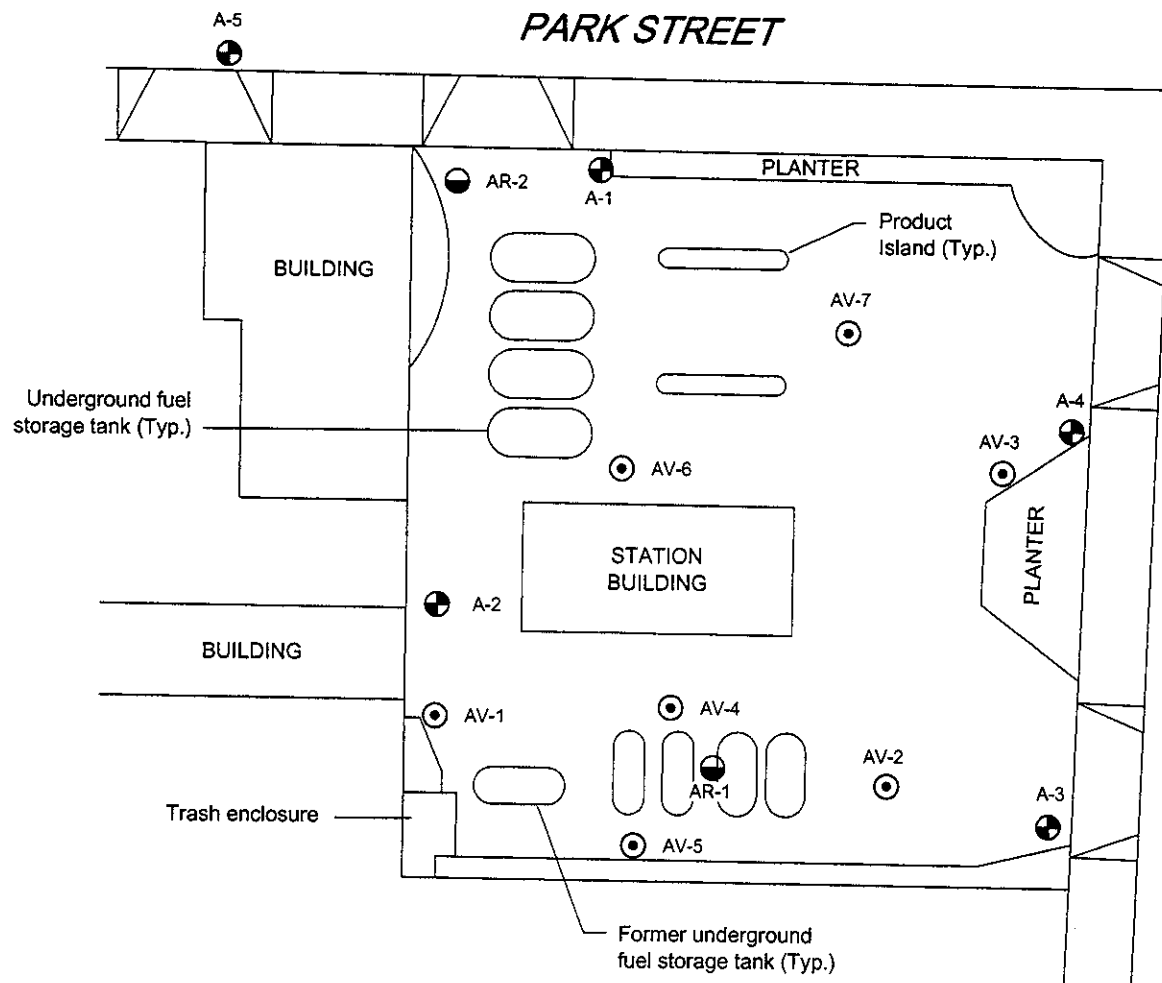 A-5
PARK STREET
AR-2
A-1
PLANTER
Product
Island (Typ.)
BUILDING
AV-7
Underground fuel
storage tank (Typ.)
A-4
AV-3
AV-6
STATION
BUILDING
PLANTER
A-2
BUILDING
AV-1
AV-4
AV-2
AR-1
A-3
Trash enclosure
AV-5
Former underground
fuel storage tank (Typ.)